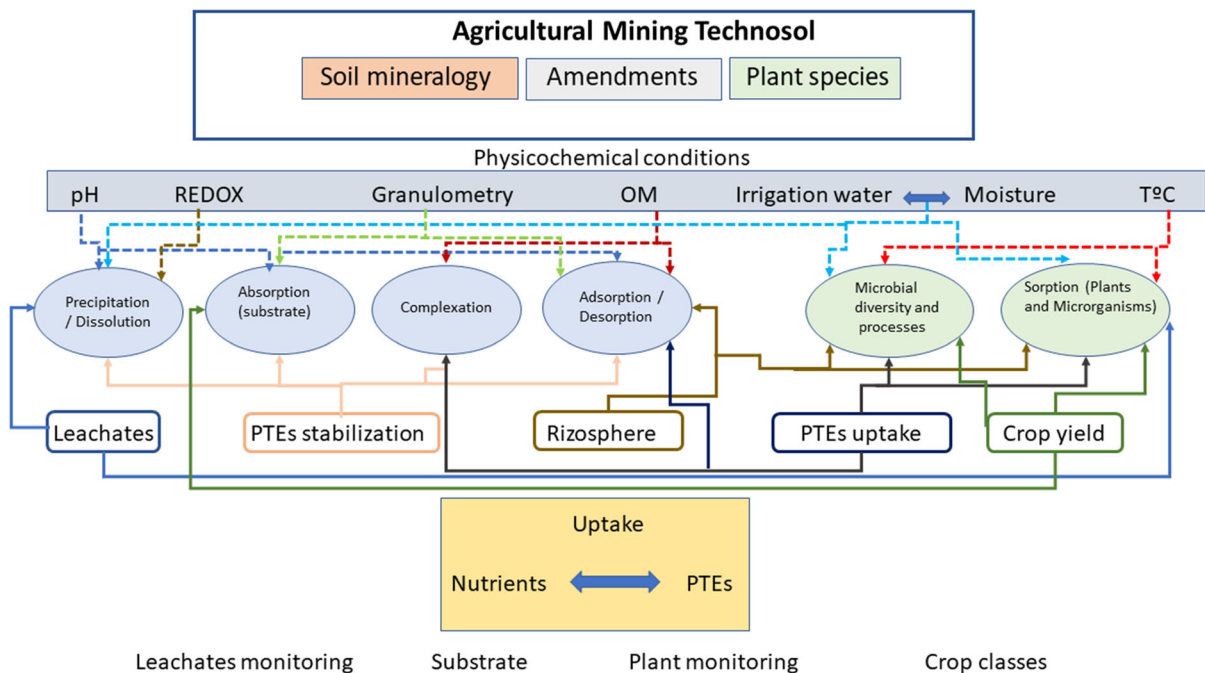 Agricultural Mining Technosol
Soil mineralogy
Amendments
Plant species
Physicochemical conditions
pH
REDOX
Granulometry
OM
Irrigation water
Moisture
TºC
Precipitation
/ Dissolution
Absorption
(substrate)
Complexation
Adsorption /
Desorption
Microbial
diversity and
processes
Sorption (Plants
and Microrganisms)
Leachates
PTEs stabilization
Rizosphere
PTEs uptake
Crop yield
Uptake
Nutrients
PTEs
Leachates monitoring
Substrate
Plant monitoring
Crop classes